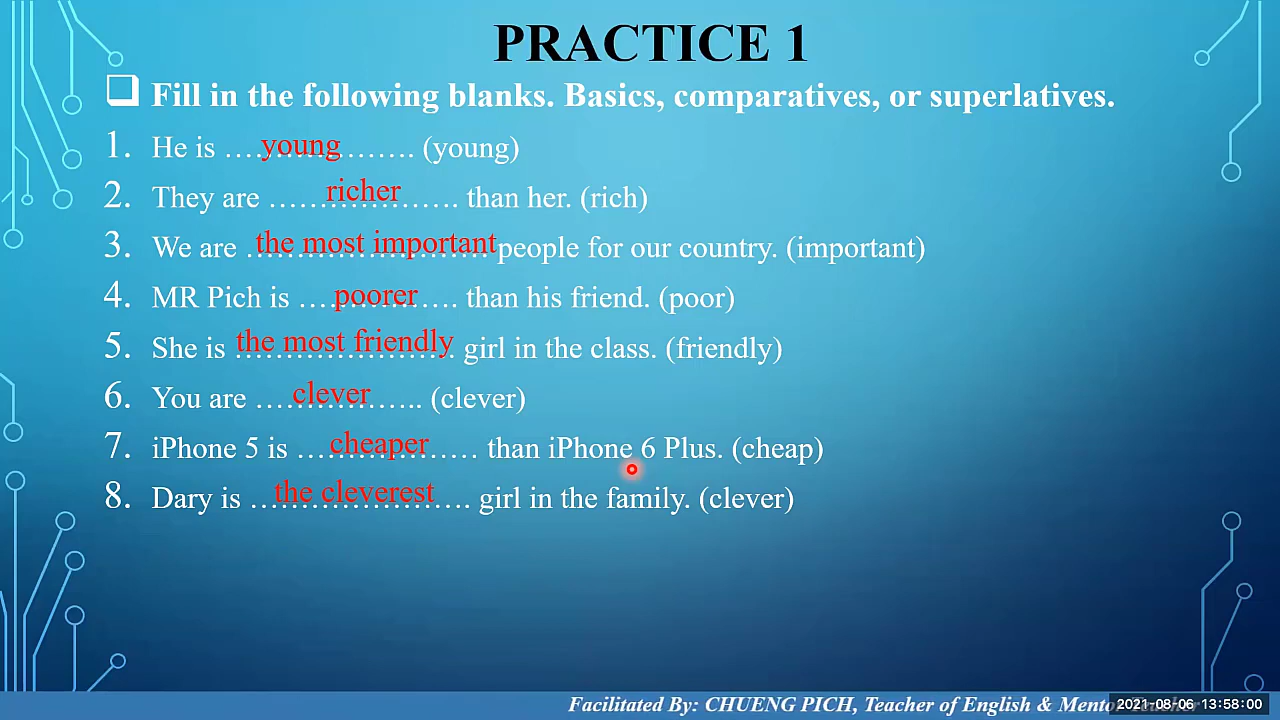 PRACTICE 1
Fill in the following blanks. Basics, comparatives, or superlatives.
1. He is ….young……. (young)
2. They are ……richer……. than her. (rich)
3. We are .the most important people for our country. (important)
4. MR Pich is ….poorer…. than his friend. (poor)
5. She is the most friendly girl in the class. (friendly)
6. You are ….clever….. (clever)
7. iPhone 5 is ….cheaper…… than iPhone 6 Plus. (cheap)
8. Dary is …the cleverest…. girl in the family. (clever)
Facilitated By: CHUENG PICH, Teacher of English &
2021-08-06 13:58:00